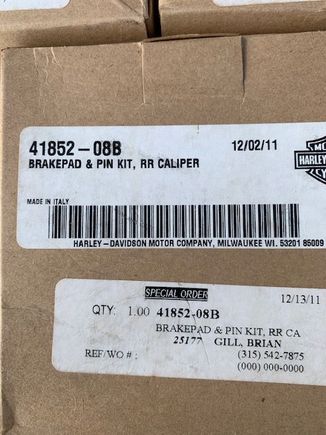 41852-08B 12/02/11
BRAKEPAD & PIN KIT, RR CALIPER
MADE IN ITALY
HARLEY-DAVIDSON MOTOR COMPANY, MILWAUKEE WI. 53201 85009
SPECIAL ORDER 12/13/11
QTY: 1.00 41852-08B
BRAKEPAD & PIN KIT, RR CA
25177 GILL, BRIAN
REF/WO #: (315) 542-7875
(000) 000-0000